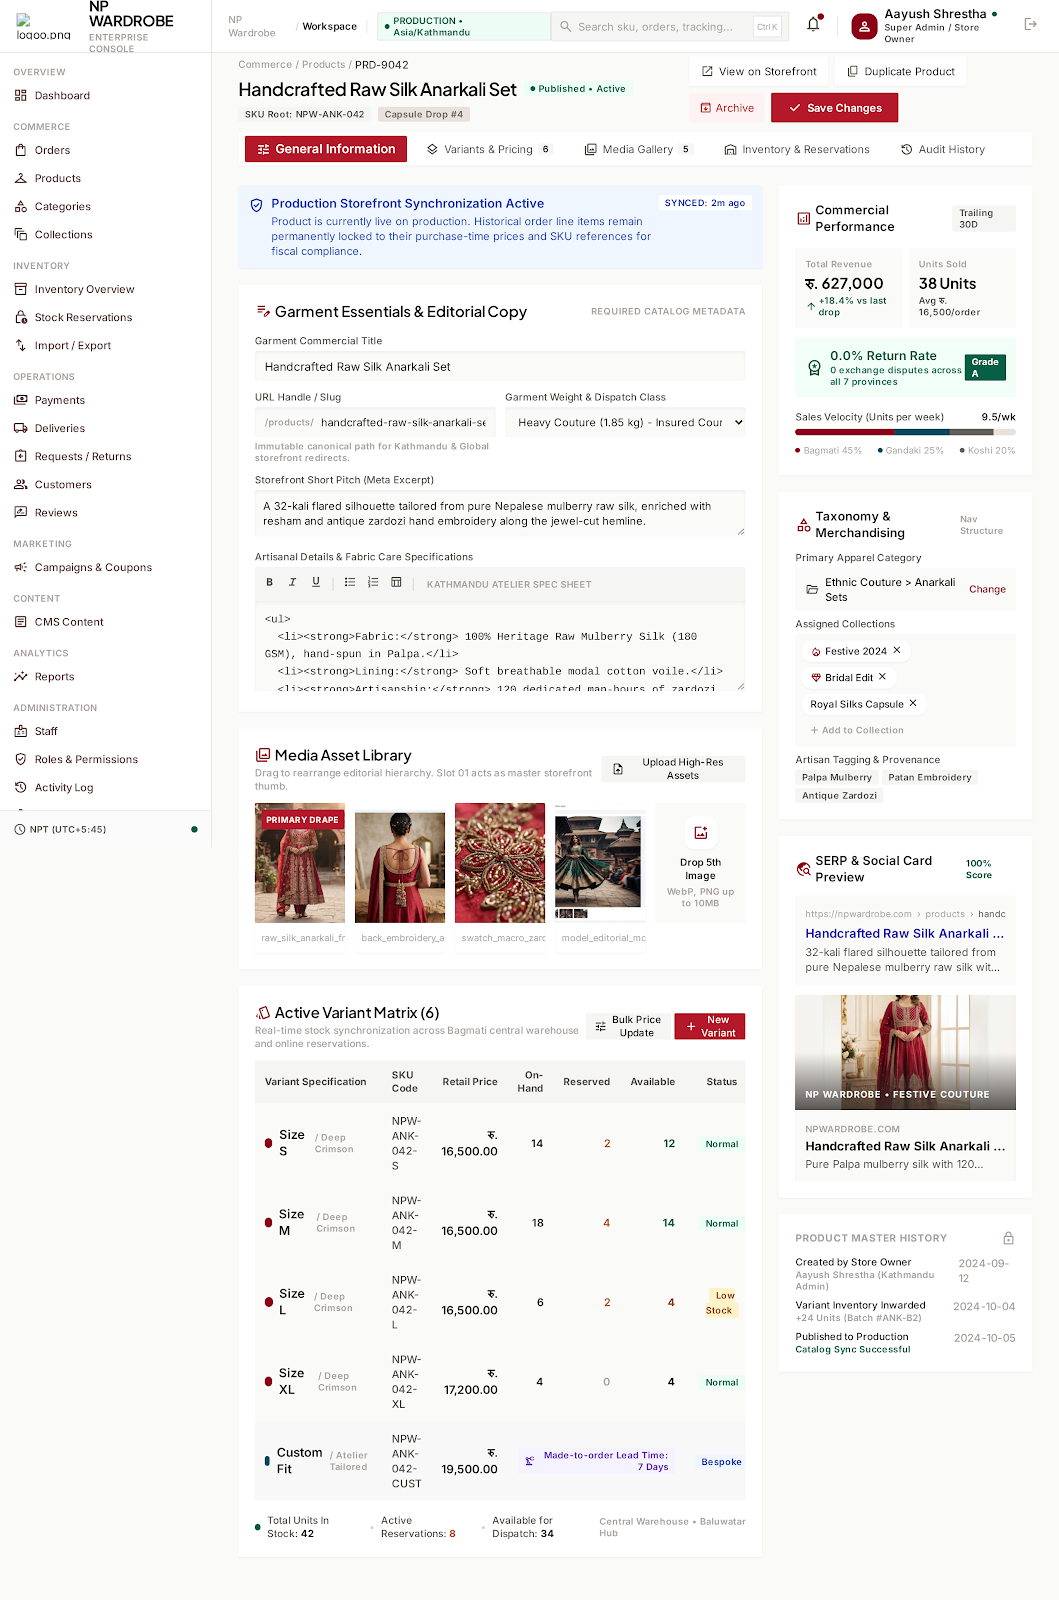 logoo.png
NP WARDROBE
ENTERPRISE CONSOLE
OVERVIEW
Dashboard
COMMERCE
Orders
Products
Categories
Collections
INVENTORY
Inventory Overview
Stock Reservations
Import / Export
OPERATIONS
Payments
Deliveries
Requests / Returns
Customers
Reviews
MARKETING
Campaigns & Coupons
CONTENT
CMS Content
ANALYTICS
Reports
ADMINISTRATION
Staff
Roles & Permissions
Activity Log
NPT (UTC+5:45)
NP Wardrobe / Workspace
PRODUCTION • Asia/Kathmandu
Search sku, orders, tracking... Ctrl K
Aayush Shrestha
Super Admin / Store Owner
Commerce / Products / PRD-9042
Handcrafted Raw Silk Anarkali Set
Published • Active
SKU Root: NPW-ANK-042
Capsule Drop #4
View on Storefront
Duplicate Product
Archive
Save Changes
General Information
Variants & Pricing 6
Media Gallery 5
Inventory & Reservations
Audit History
Production Storefront Synchronization Active
SYNCED: 2m ago
Product is currently live on production. Historical order line items remain
permanently locked to their purchase-time prices and SKU references for
fiscal compliance.
Garment Essentials & Editorial Copy
REQUIRED CATALOG METADATA
Garment Commercial Title
Handcrafted Raw Silk Anarkali Set
URL Handle / Slug
/products/ handcrafted-raw-silk-anarkali-se
Immutable canonical path for Kathmandu & Global
storefront redirects.
Garment Weight & Dispatch Class
Heavy Couture (1.85 kg) - Insured Cour
Storefront Short Pitch (Meta Excerpt)
A 32-kali flared silhouette tailored from pure Nepalese mulberry raw silk, enriched with
resham and antique zardozi hand embroidery along the jewel-cut hemline.
Artisanal Details & Fabric Care Specifications
B I U
KATHMANDU ATELIER SPEC SHEET
<ul>
<li><strong>Fabric:</strong> 100% Heritage Raw Mulberry Silk (180
GSM), hand-spun in Palpa.</li>
<li><strong>Lining:</strong> Soft breathable modal cotton voile.</li>
<li><strong>Artisanship:</strong> 120 dedicated man-hours of zardozi
Media Asset Library
Drag to rearrange editorial hierarchy. Slot 01 acts as master storefront
thumb.
Upload High-Res Assets
PRIMARY DRAPE
raw_silk_anarkali_fr
back_embroidery_a
swatch_macro_zard
model_editorial_mc
Drop 5th Image
WebP, PNG up to 10MB
Active Variant Matrix (6)
Real-time stock synchronization across Bagmati central warehouse
and online reservations.
Bulk Price Update
New Variant
Variant Specification SKU Code Retail Price On-Hand Reserved Available Status
Size S / Deep Crimson NPW-ANK-042-S रु. 16,500.00 14 2 12 Normal
Size M / Deep Crimson NPW-ANK-042-M रु. 16,500.00 18 4 14 Normal
Size L / Deep Crimson NPW-ANK-042-L रु. 16,500.00 6 2 4 Low Stock
Size XL / Deep Crimson NPW-ANK-042-XL रु. 17,200.00 4 0 4 Normal
Custom Fit / Atelier Tailored NPW-ANK-042-CUST रु. 19,500.00 Made-to-order Lead Time: 7 Days Bespoke
Total Units In Stock: 42
Active Reservations: 8
Available for Dispatch: 34
Central Warehouse • Baluwatar Hub
Commercial Performance
Trailing 30D
Total Revenue
रु. 627,000
+18.4% vs last drop
Units Sold
38 Units
Avg रु. 16,500/order
0.0% Return Rate
0 exchange disputes across all 7 provinces
Grade A
Sales Velocity (Units per week) 9.5/wk
Bagmati 45%
Gandaki 25%
Koshi 20%
Taxonomy & Merchandising
Nav Structure
Primary Apparel Category
Ethnic Couture > Anarkali Sets
Change
Assigned Collections
Festive 2024 ×
Bridal Edit ×
Royal Silks Capsule ×
+ Add to Collection
Artisan Tagging & Provenance
Palpa Mulberry
Patan Embroidery
Antique Zardozi
SERP & Social Card Preview
100% Score
https://npwardrobe.com › products › handc
Handcrafted Raw Silk Anarkali ...
32-kali flared silhouette tailored from
pure Nepalese mulberry raw silk wit...
NP WARDROBE • FESTIVE COUTURE
NPWARDROBE.COM
Handcrafted Raw Silk Anarkali ...
Pure Palpa mulberry silk with 120...
PRODUCT MASTER HISTORY
Created by Store Owner
Aayush Shrestha (Kathmandu Admin)
2024-09-12
Variant Inventory Inwarded
+24 Units (Batch #ANK-B2)
2024-10-04
Published to Production
Catalog Sync Successful
2024-10-05